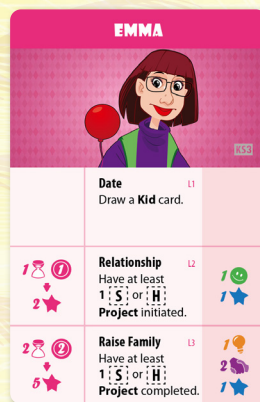 EMMA
K53
Date L1
Draw a Kid card.
Relationship L2
Have at least
1 S or H
Project initiated.
1 1
2
1
1
Raise Family L3
Have at least
1 S or H
Project completed.
2 2
5
1
2
1